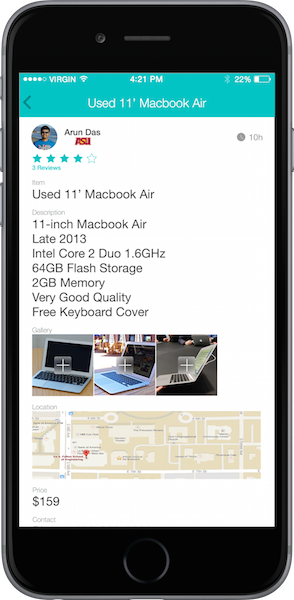 VIRGIN 4:21 PM 22%
Used 11' Macbook Air
Arun Das
ASU
10h
3 Reviews
Item
Used 11' Macbook Air
Description
11-inch Macbook Air
Late 2013
Intel Core 2 Duo 1.6GHz
64GB Flash Storage
2GB Memory
Very Good Quality
Free Keyboard Cover
Gallery
Location
Price
$159
Contact